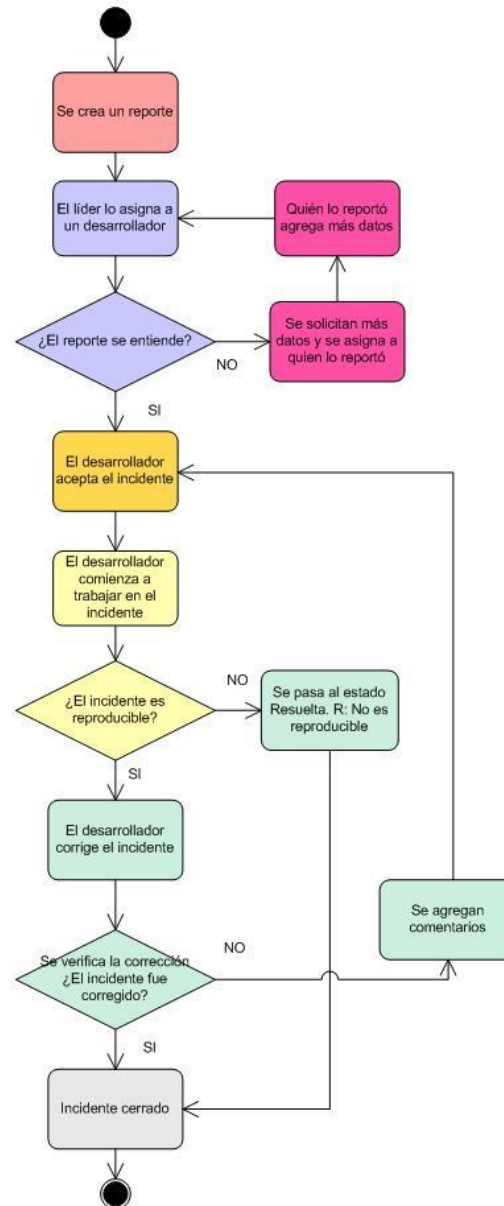 Se crea un reporte
El líder lo asigna a
un desarrollador
Quién lo reportó
agrega más datos
¿El reporte se entiende?
NO
Se solicitan más
datos y se asigna a
quien lo reportó
SI
El desarrollador
acepta el incidente
El desarrollador
comienza a
trabajar en el
incidente
¿El incidente es
reproducible?
NO
Se pasa al estado
Resuelta. R: No es
reproducible
SI
El desarrollador
corrige el incidente
Se agregan
comentarios
Se verifica la corrección
¿El incidente fue
corregido?
NO
SI
Incidente cerrado